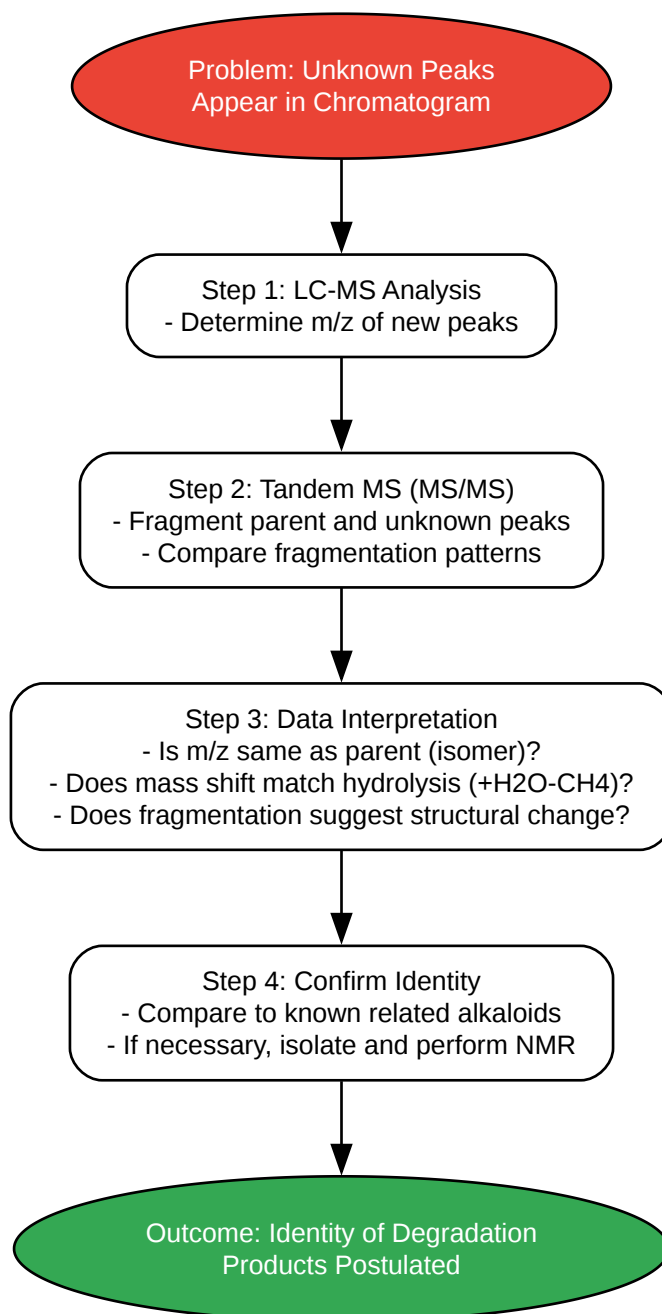 Problem: Unknown Peaks
Appear in Chromatogram
Step 1: LC-MS Analysis
- Determine m/z of new peaks
Step 2: Tandem MS (MS/MS)
- Fragment parent and unknown peaks
- Compare fragmentation patterns
Step 3: Data Interpretation
- Is m/z same as parent (isomer)?
- Does mass shift match hydrolysis (+H2O-CH4)?
- Does fragmentation suggest structural change?
Step 4: Confirm Identity
- Compare to known related alkaloids
- If necessary, isolate and perform NMR
Outcome: Identity of Degradation
Products Postulated